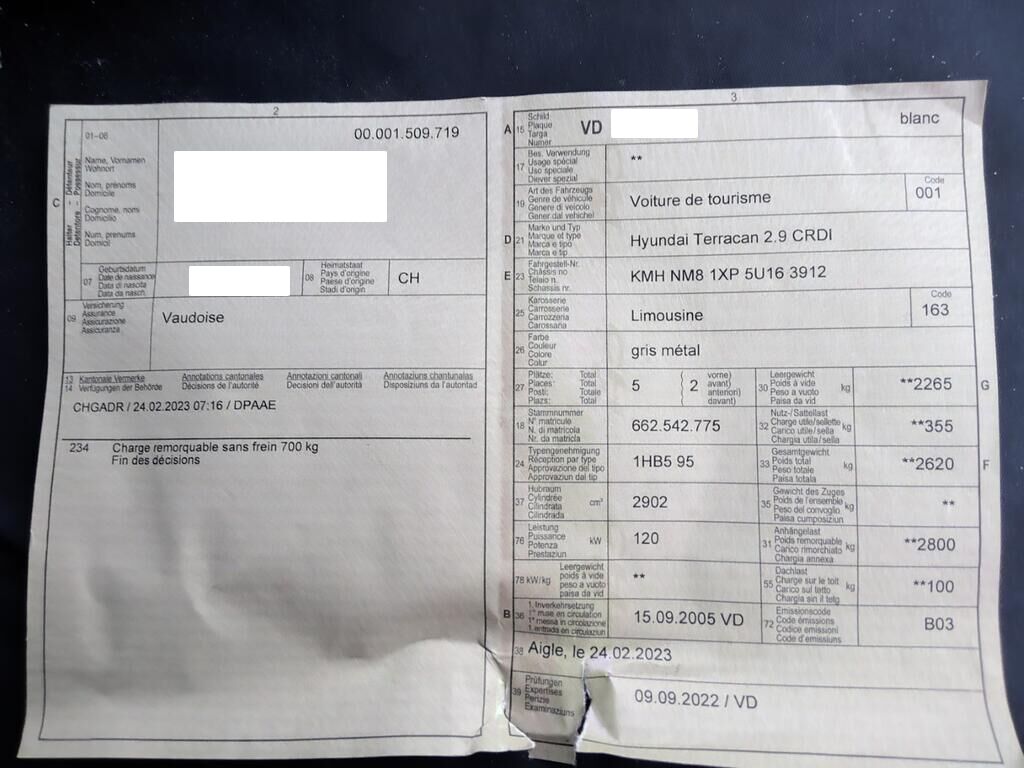 2
01-06
00.001.509.719
C
Halter - Détenteur
Detentore - Possessur
Name, Vornamen
Wohnort
Nom, prénoms
Domicile
Cognome, nomi
Domicilio
Num, prenums
Domicil
07
Geburtsdatum
Date de naissance
Data di nascita
Data da nasch.
08
Heimatstaat
Pays d'origine
Paese d'origine
Stadi d'origin
CH
09
Versicherung
Assurance
Assicurazione
Assicuranza
Vaudoise
13 Kantonale Vermerke
14 Verfügungen der Behörde
Annotations cantonales
Décisions de l'autorité
Annotazioni cantonali
Decisioni dell'autorità
Annotaziuns chantunalas
Disposiziuns da l'autoritad
CHGADR / 24.02.2023 07:16 / DPAAE
234 Charge remorquable sans frein 700 kg
Fin des décisions
3
A 15
Schild
Plaque
Targa
Numer
VD
blanc
17
Bes. Verwendung
Usage spécial
Uso speciale
Diever spezial
**
19
Art des Fahrzeugs
Genre de véhicule
Genere di veicolo
Gener dal vehichel
Voiture de tourisme
Code
001
D 21
Marke und Typ
Marque et type
Marca e tipo
Marca e tip
Hyundai Terracan 2.9 CRDI
E 23
Fahrgestell-Nr.
Châssis no
Telaio n.
Schassis nr.
KMH NM8 1XP 5U16 3912
25
Karosserie
Carrosserie
Carrozzeria
Carossaria
Limousine
Code
163
26
Farbe
Couleur
Colore
Colur
gris métal
27
Plätze: Total
Places: Total
Posti: Totale
Plazs: Total
5
2
vorne)
avant)
anteriori)
davant)
30
Leergewicht
Poids à vide
Peso a vuoto
Paisa da vid
kg
**2265
G
18
Stammnummer
N° matricule
N. di matricola
Nr. da matricla
662.542.775
32
Nutz-/Sattellast
Charge utile/sellette
Carico utile/sella
Chargia utila/sella
kg
**355
24
Typengenehmigung
Réception par type
Approvazione del tipo
Approvaziun dal tip
1HB5 95
33
Gesamtgewicht
Poids total
Peso totale
Paisa totala
kg
**2620
F
37
Hubraum
Cylindrée
Cilindrata
Cilindrada
cm³
2902
35
Gewicht des Zuges
Poids de l'ensemble
Peso del convoglio
Paisa cumposiziun
kg
**
76
Leistung
Puissance
Potenza
Prestaziun
kW
120
31
Anhängelast
Poids remorquable
Carico rimorchiato
Chargia annexa
kg
**2800
78 kW/kg
Leergewicht
poids à vide
peso a vuoto
paisa da vid
**
55
Dachlast
Charge sur le toit
Carico sul tetto
Chargia sin il tetg
kg
**100
B 36
1. Inverkehrsetzung
1re mise en circulation
1a messa in circolazione
1. entrada en circulaziun
15.09.2005 VD
72
Emissionscode
Code émissions
Codice emissioni
Code d'emissiuns
B03
38 Aigle, le 24.02.2023
39
Prüfungen
Expertises
Perizie
Examinaziuns
09.09.2022 / VD